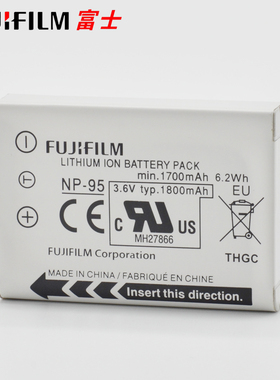 FUJIFILM 富士
FUJIFILM
LITHIUM ION BATTERY PACK
min.1700mAh 6.2Wh
NP-95 3.6V typ.1800mAh EU
C UL US
MH27866
FUJIFILM Corporation
THGC
MADE IN CHINA / FABRIQUÉ EN CHINE
Insert this direction.